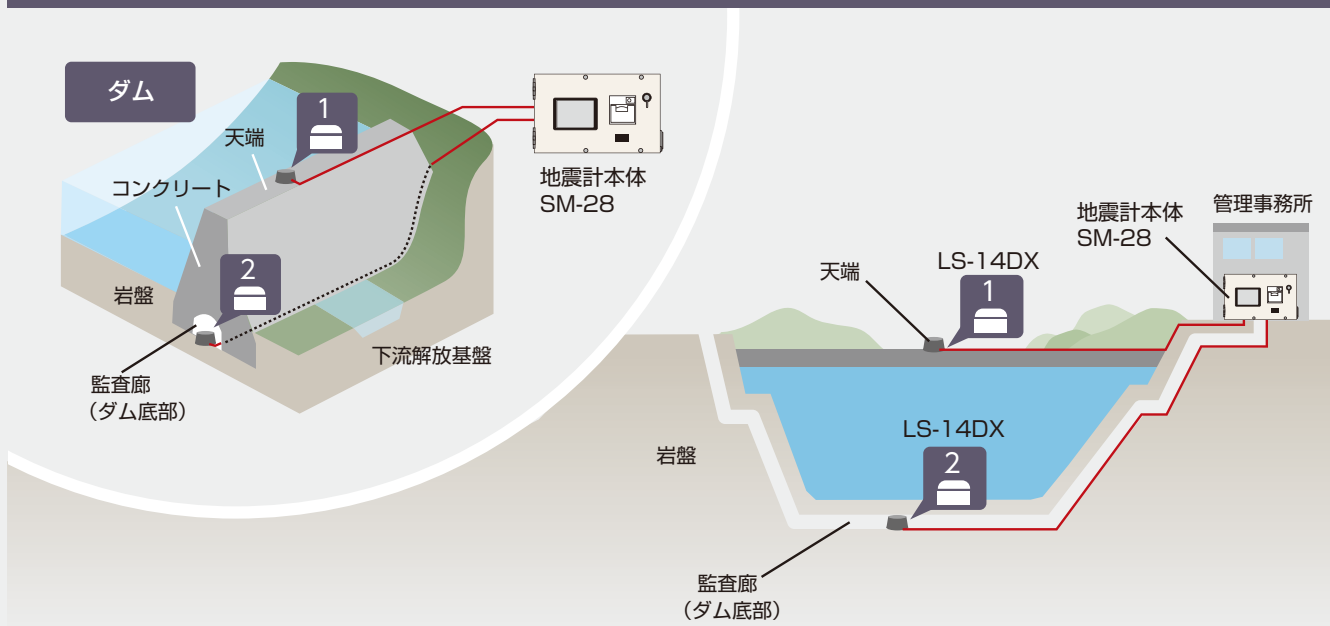 ダム
1
天端
コンクリート
2
岩盤
監査廊
（ダム底部）
下流解放基盤
地震計本体
SM-28
管理事務所
地震計本体
SM-28
LS-14DX
1
天端
LS-14DX
2
岩盤
監査廊
（ダム底部）